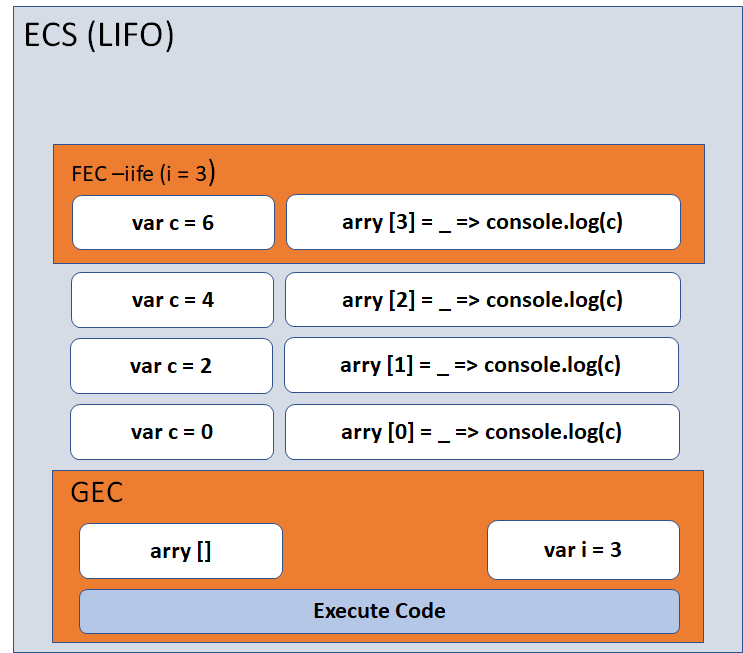 ECS (LIFO)
FEC –iife (i = 3)
var c = 6
arry [3] = _ => console.log(c)
var c = 4
arry [2] = _ => console.log(c)
var c = 2
arry [1] = _ => console.log(c)
var c = 0
arry [0] = _ => console.log(c)
GEC
arry []
var i = 3
Execute Code